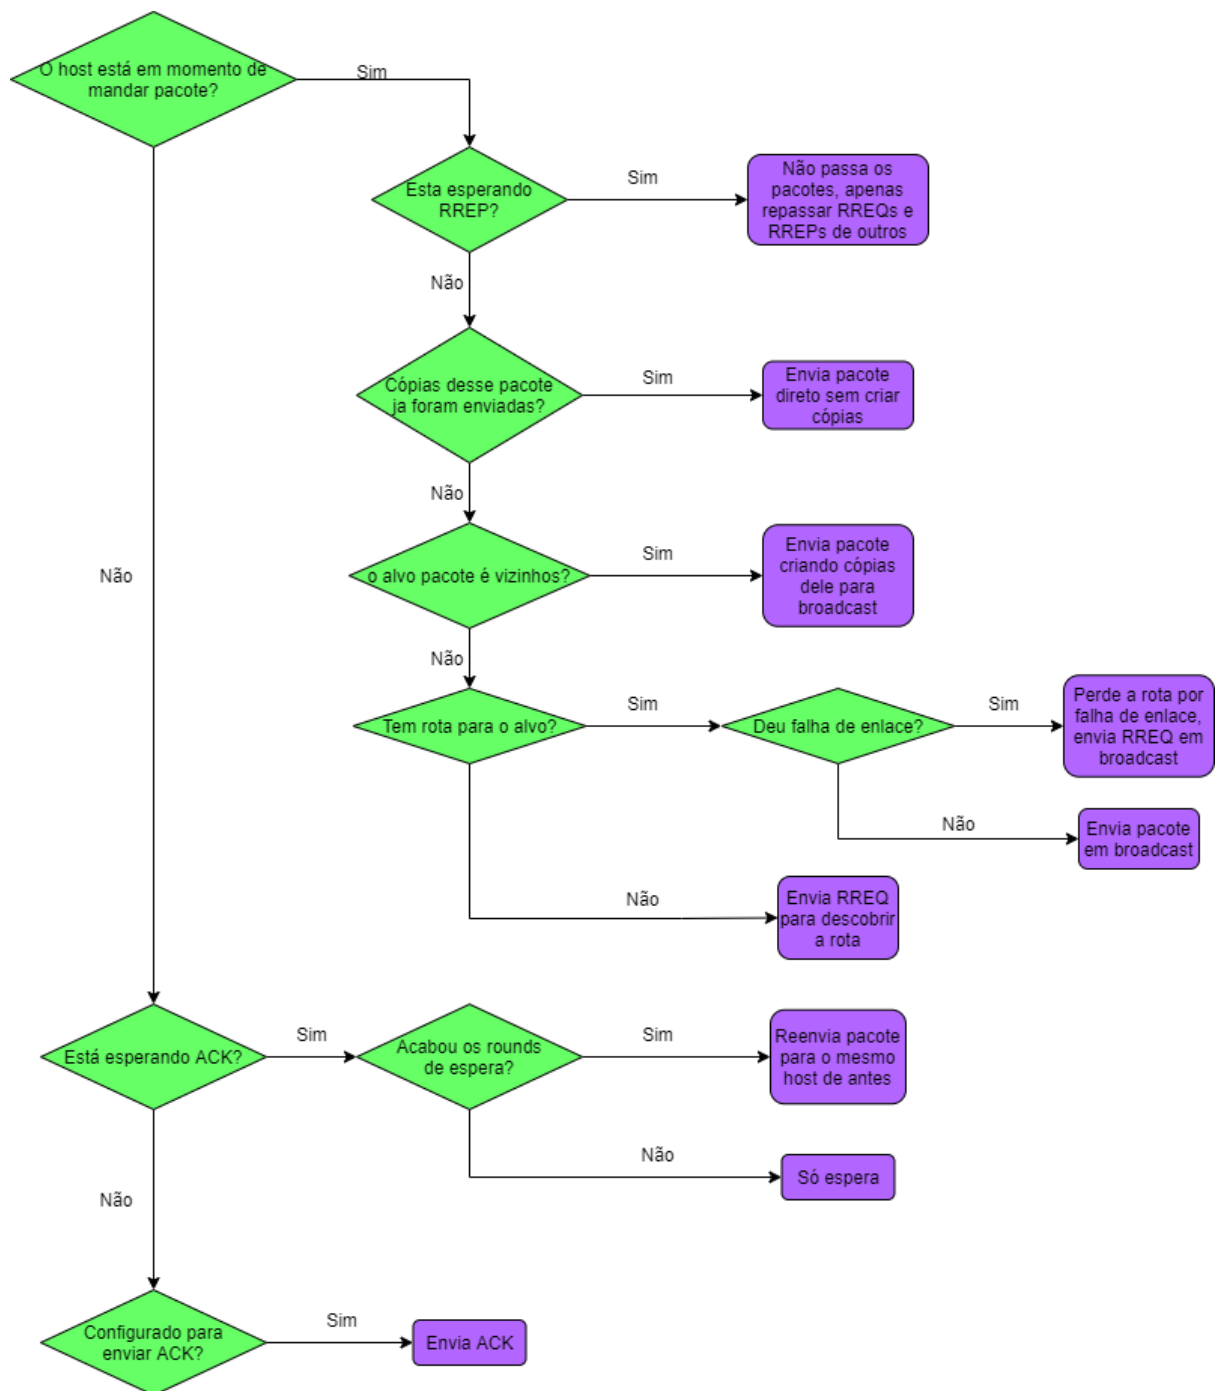 O host está em momento de
mandar pacote?
Sim
Esta esperando
RREP?
Sim
Não passa os
pacotes, apenas
repassar RREQs e
RREPs de outros
Não
Cópias desse pacote
ja foram enviadas?
Sim
Envia pacote
direto sem criar
cópias
Não
o alvo pacote é vizinhos?
Sim
Envia pacote
criando cópias
dele para
broadcast
Não
Não
Tem rota para o alvo?
Sim
Deu falha de enlace?
Sim
Perde a rota por
falha de enlace,
envia RREQ em
broadcast
Não
Envia pacote
em broadcast
Não
Envia RREQ
para descobrir
a rota
Está esperando ACK?
Sim
Acabou os rounds
de espera?
Sim
Reenvia pacote
para o mesmo
host de antes
Não
Só espera
Não
Configurado para
enviar ACK?
Sim
Envia ACK